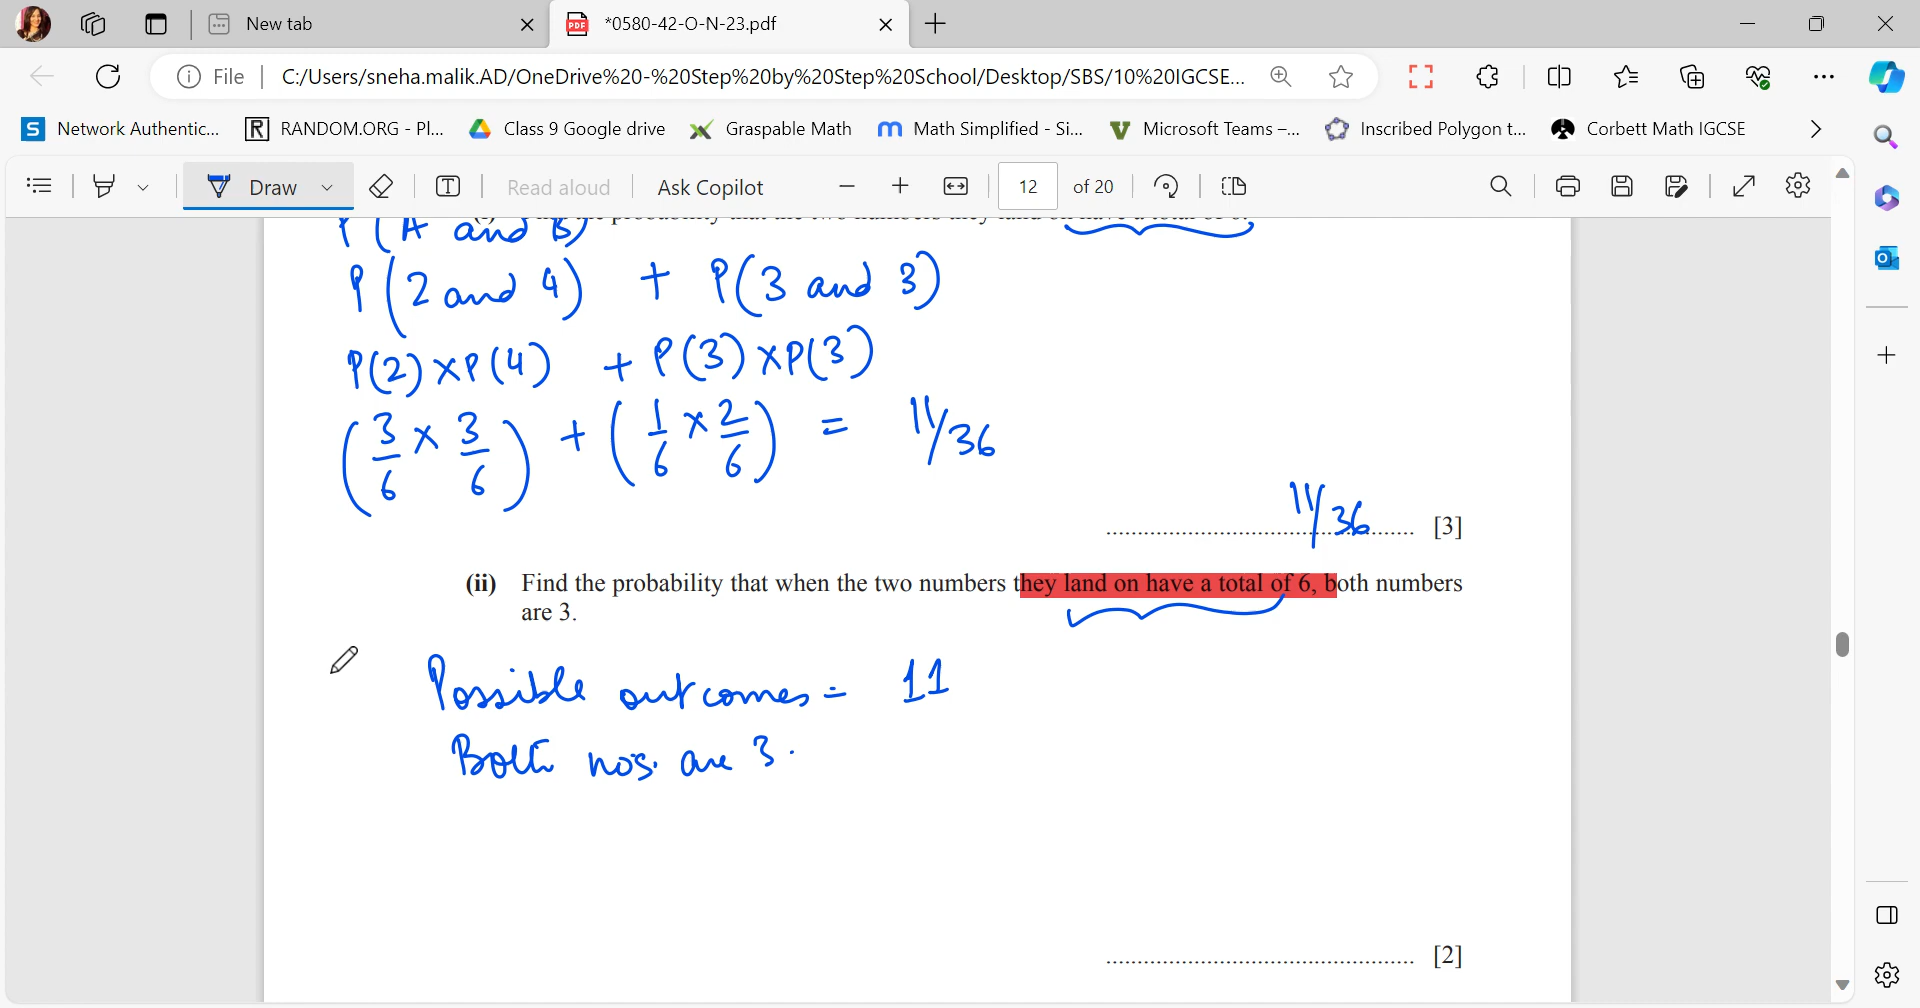 New tab
*0580-42-O-N-23.pdf
File
C:/Users/sneha.malik.AD/OneDrive%20-%20Step%20by%20Step%20School/Desktop/SBS/10%20IGCSE...
S Network Authentic...
R RANDOM.ORG - Pl...
Class 9 Google drive
Graspable Math
Math Simplified - Si...
Microsoft Teams –...
Inscribed Polygon t...
Corbett Math IGCSE
Draw
Read aloud
Ask Copilot
12 of 20
P(A and B)
P(2 and 4) + P(3 and 3)
P(2)×P(4) + P(3)×P(3)
(3/6 × 3/6) + (1/6 × 2/6) = 11/36
11/36
[3]
(ii) Find the probability that when the two numbers they land on have a total of 6, both numbers
are 3.
Possible outcomes = 11
Both nos. are 3.
[2]